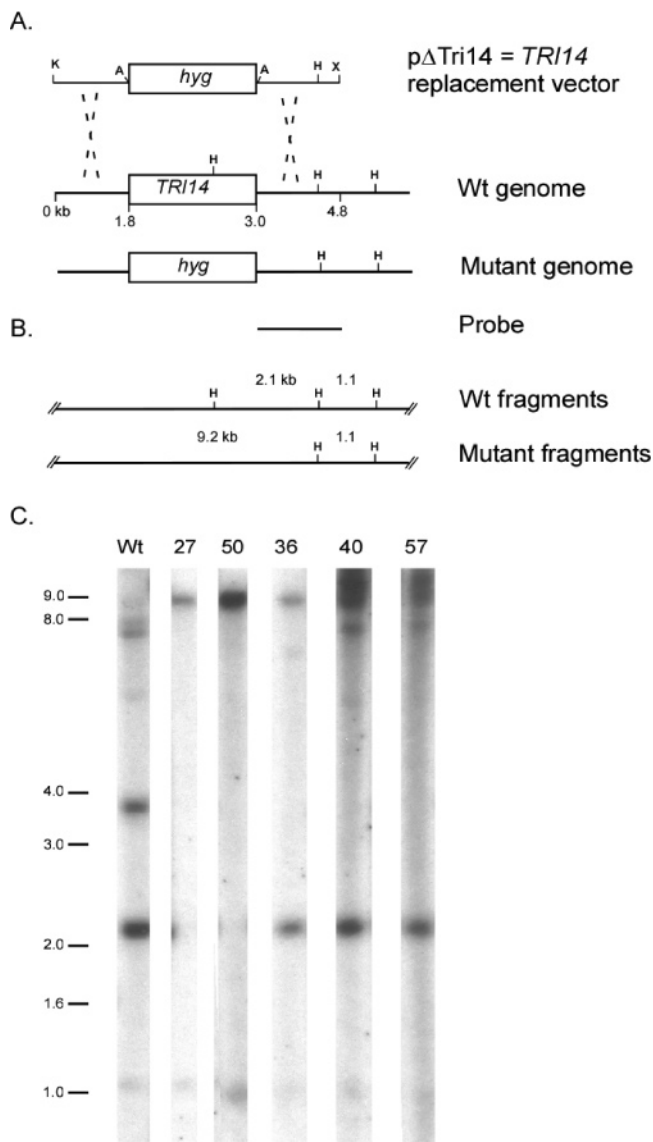 A.
K A hyg A H X
pΔTri14 = TRI14
replacement vector
H
TRI14 H H
Wt genome
0 kb 1.8 3.0 4.8
hyg H H
Mutant genome
Probe
B.
2.1 kb 1.1
H H H
Wt fragments
9.2 kb 1.1
H H
Mutant fragments
C.
Wt 27 50 36 40 57
9.0
8.0
4.0
3.0
2.0
1.6
1.0